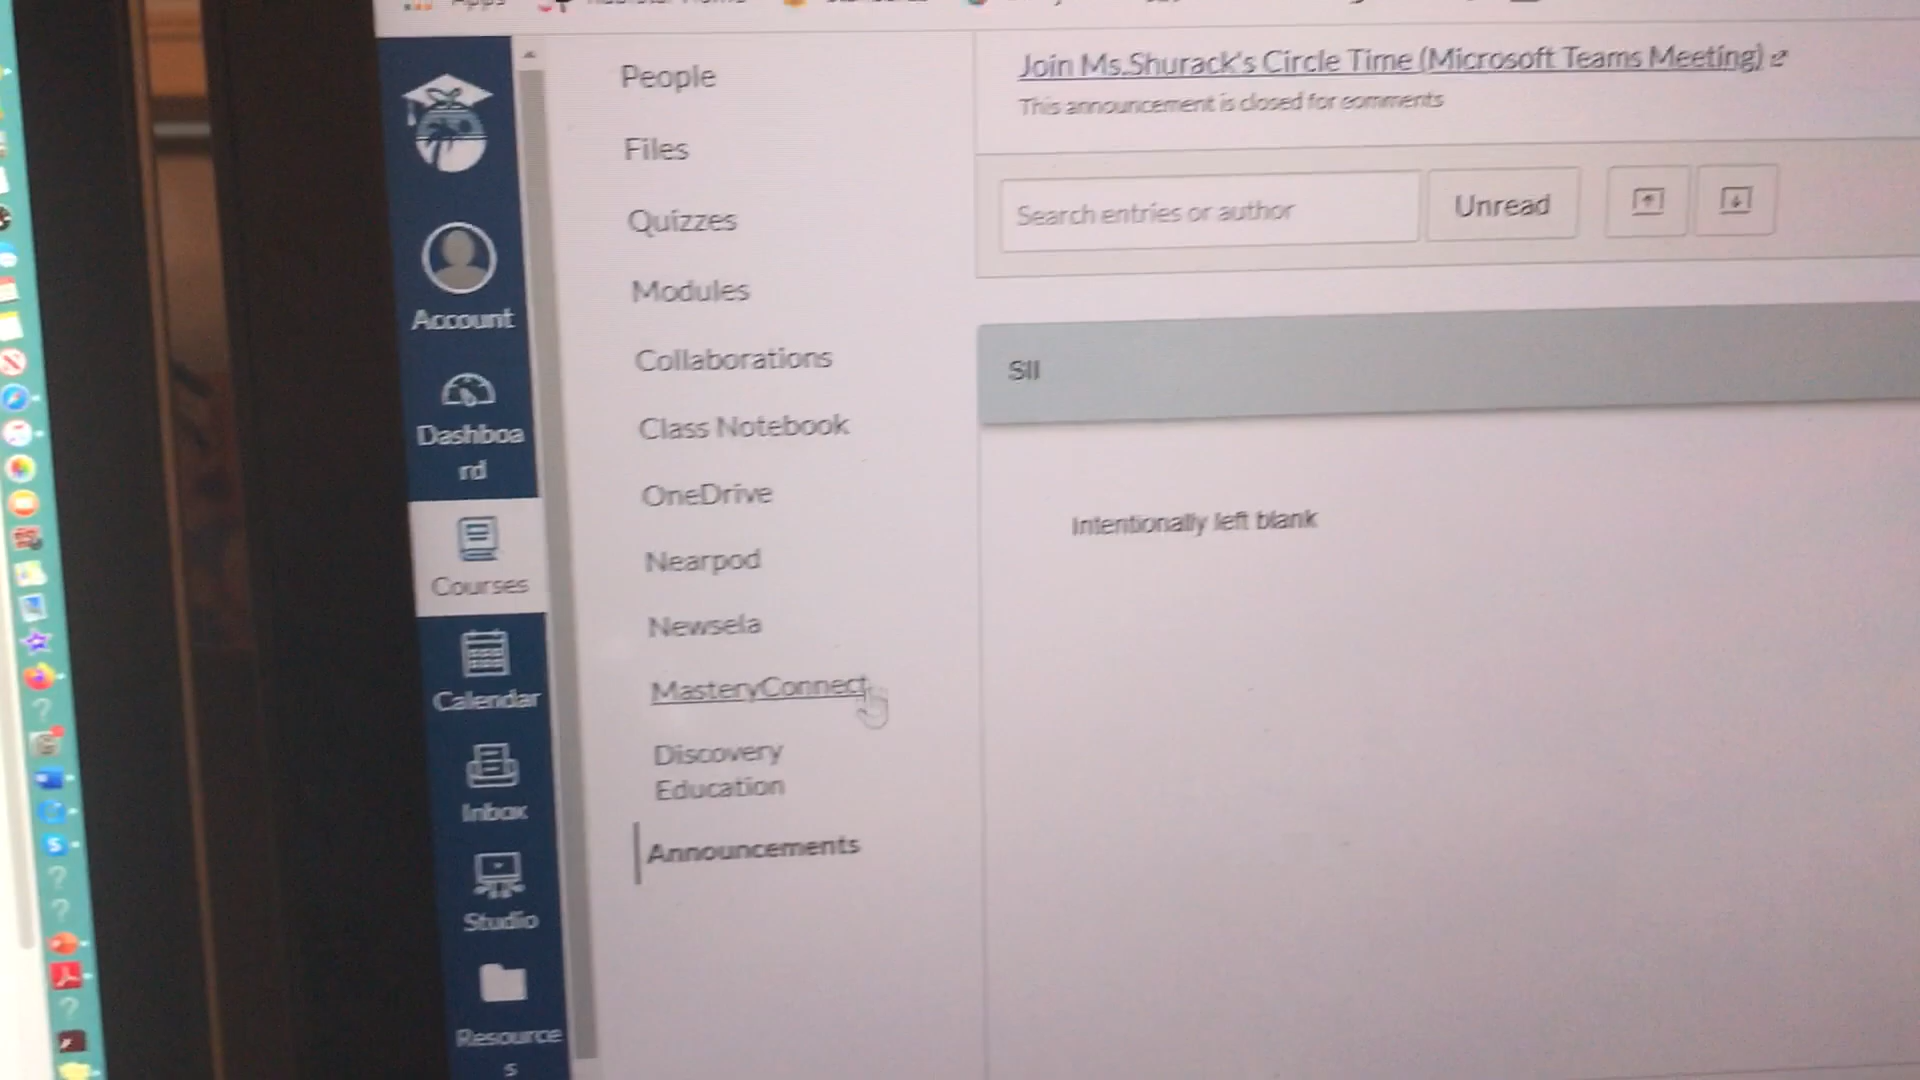 Apps
Account
Dashboa
rd
Courses
Calendar
Inbox
Studio
Resource
s
People
Files
Quizzes
Modules
Collaborations
Class Notebook
OneDrive
Nearpod
Newsela
MasteryConnect
Discovery
Education
Announcements
Join Ms.Shurack's Circle Time (Microsoft Teams Meeting)
This announcement is closed for comments
Search entries or author
Unread
SII
Intentionally left blank